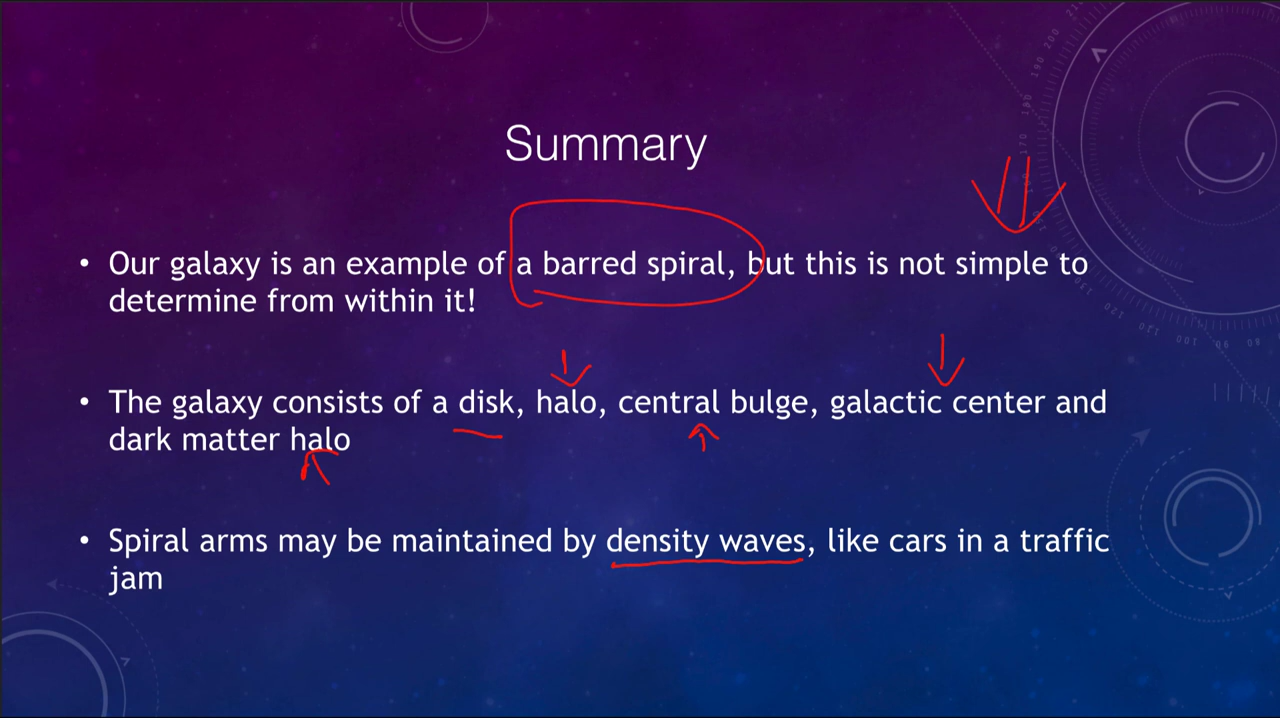 Summary
• Our galaxy is an example of a barred spiral, but this is not simple to
determine from within it!
• The galaxy consists of a disk, halo, central bulge, galactic center and
dark matter halo
• Spiral arms may be maintained by density waves, like cars in a traffic
jam